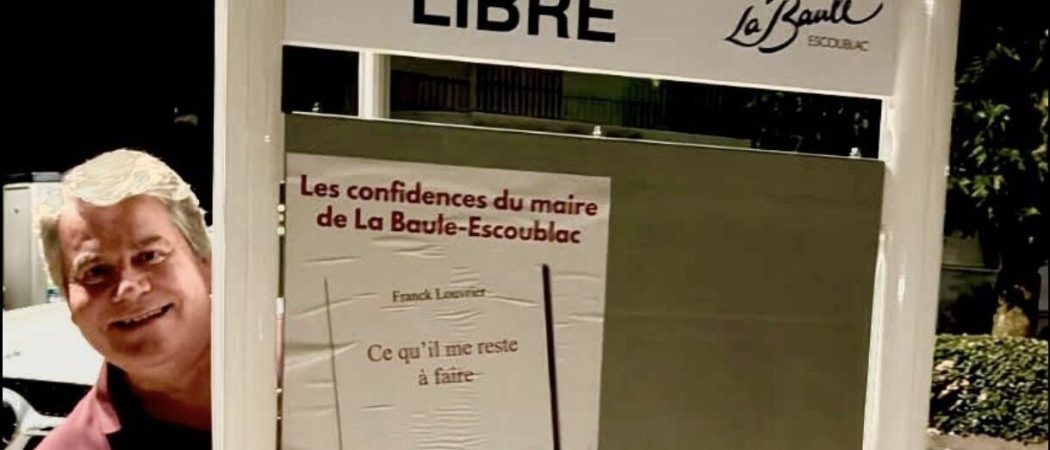 LIBRE
La Baule
ESCOUBLAC
Les confidences du maire
de La Baule-Escoublac
Franck Louvrier
Ce qu'il me reste
à faire